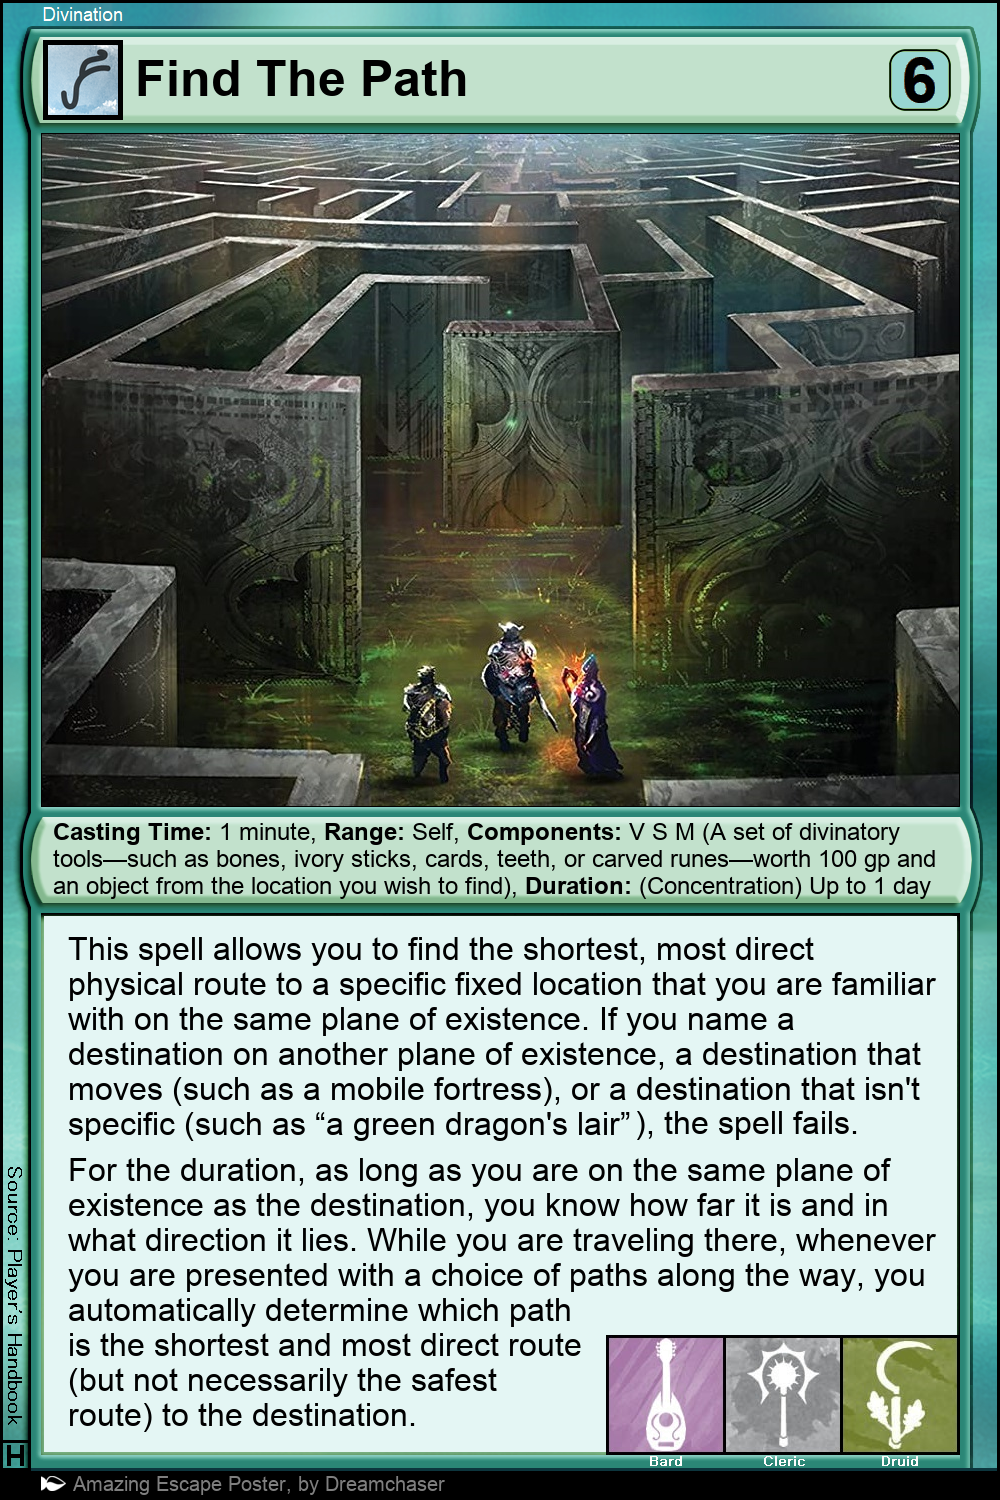 Divination
Find The Path
6
Casting Time: 1 minute, Range: Self, Components: V S M (A set of divinatory
tools—such as bones, ivory sticks, cards, teeth, or carved runes—worth 100 gp and
an object from the location you wish to find), Duration: (Concentration) Up to 1 day
This spell allows you to find the shortest, most direct
physical route to a specific fixed location that you are familiar
with on the same plane of existence. If you name a
destination on another plane of existence, a destination that
moves (such as a mobile fortress), or a destination that isn't
specific (such as “a green dragon's lair”), the spell fails.
For the duration, as long as you are on the same plane of
existence as the destination, you know how far it is and in
what direction it lies. While you are traveling there, whenever
you are presented with a choice of paths along the way, you
automatically determine which path
is the shortest and most direct route
(but not necessarily the safest
route) to the destination.
Bard
Cleric
Druid
Source: Player's Handbook
H
Amazing Escape Poster, by Dreamchaser